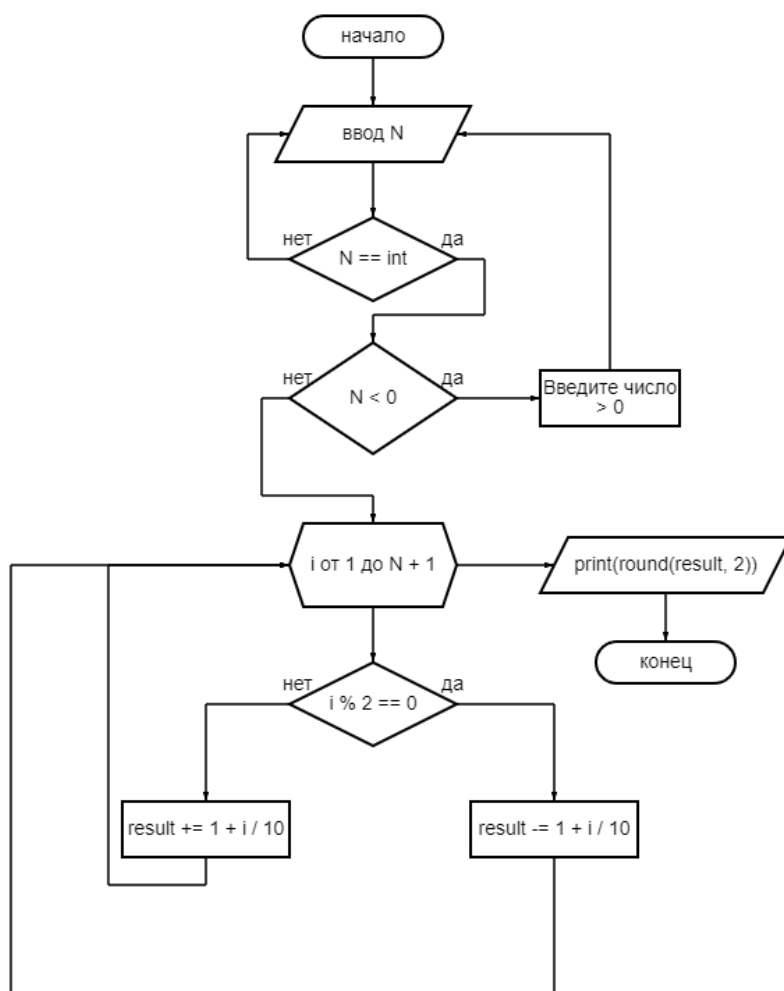 начало
ввод N
нет
да
N == int
нет
да
N < 0
Введите число
> 0
i от 1 до N + 1
print(round(result, 2))
конец
нет
да
i % 2 == 0
result += 1 + i / 10
result -= 1 + i / 10